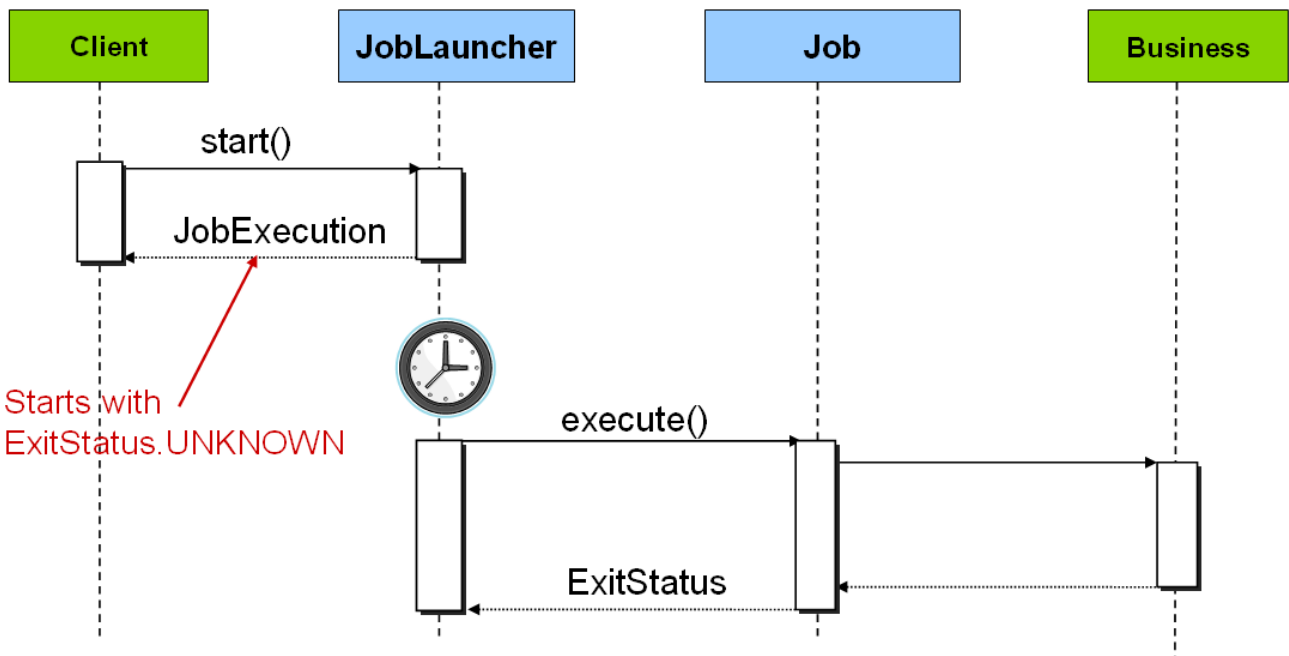 Client
JobLauncher
Job
Business
start()
JobExecution
Starts with
ExitStatus.UNKNOWN
execute()
ExitStatus